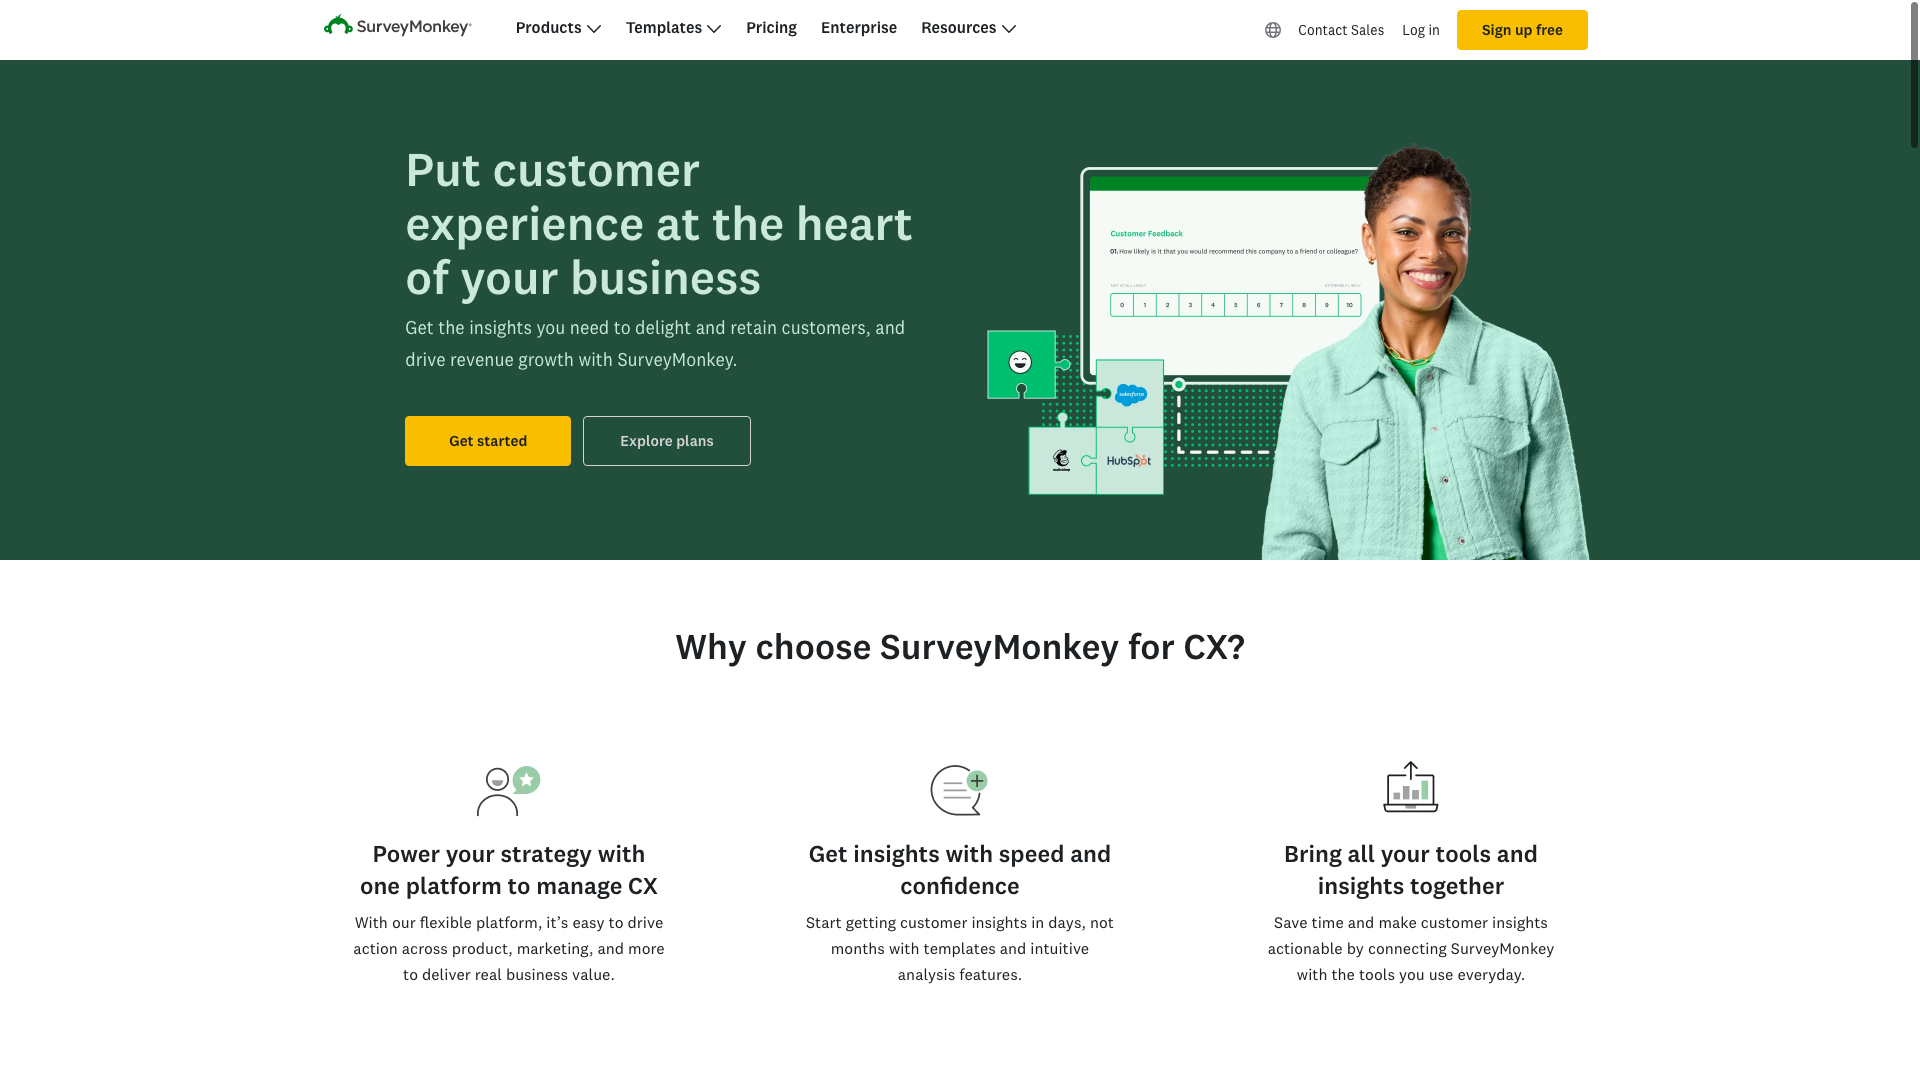 SurveyMonkey
Products
Templates
Pricing
Enterprise
Resources
Contact Sales
Log in
Sign up free
Put customer
experience at the heart
of your business
Get the insights you need to delight and retain customers, and
drive revenue growth with SurveyMonkey.
Get started
Explore plans
Customer Feedback
01. How likely is it that you would recommend this company to a friend or colleague?
NOT AT ALL LIKELY
EXTREMELY LIKELY
0 1 2 3 4 5 6 7 8 9 10
salesforce
mailchimp
HubSpot
Why choose SurveyMonkey for CX?
Power your strategy with
one platform to manage CX
With our flexible platform, it’s easy to drive
action across product, marketing, and more
to deliver real business value.
Get insights with speed and
confidence
Start getting customer insights in days, not
months with templates and intuitive
analysis features.
Bring all your tools and
insights together
Save time and make customer insights
actionable by connecting SurveyMonkey
with the tools you use everyday.